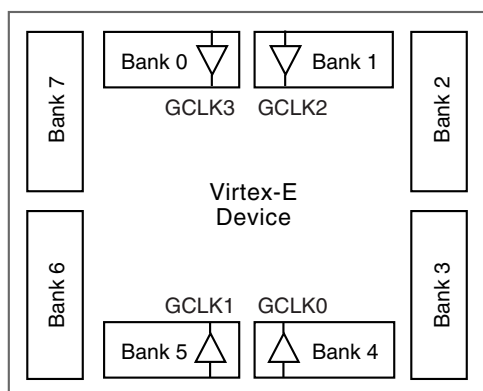 Bank 0
Bank 1
Bank 7
Bank 2
GCLK3
GCLK2
Virtex-E
Device
Bank 6
Bank 3
GCLK1
GCLK0
Bank 5
Bank 4